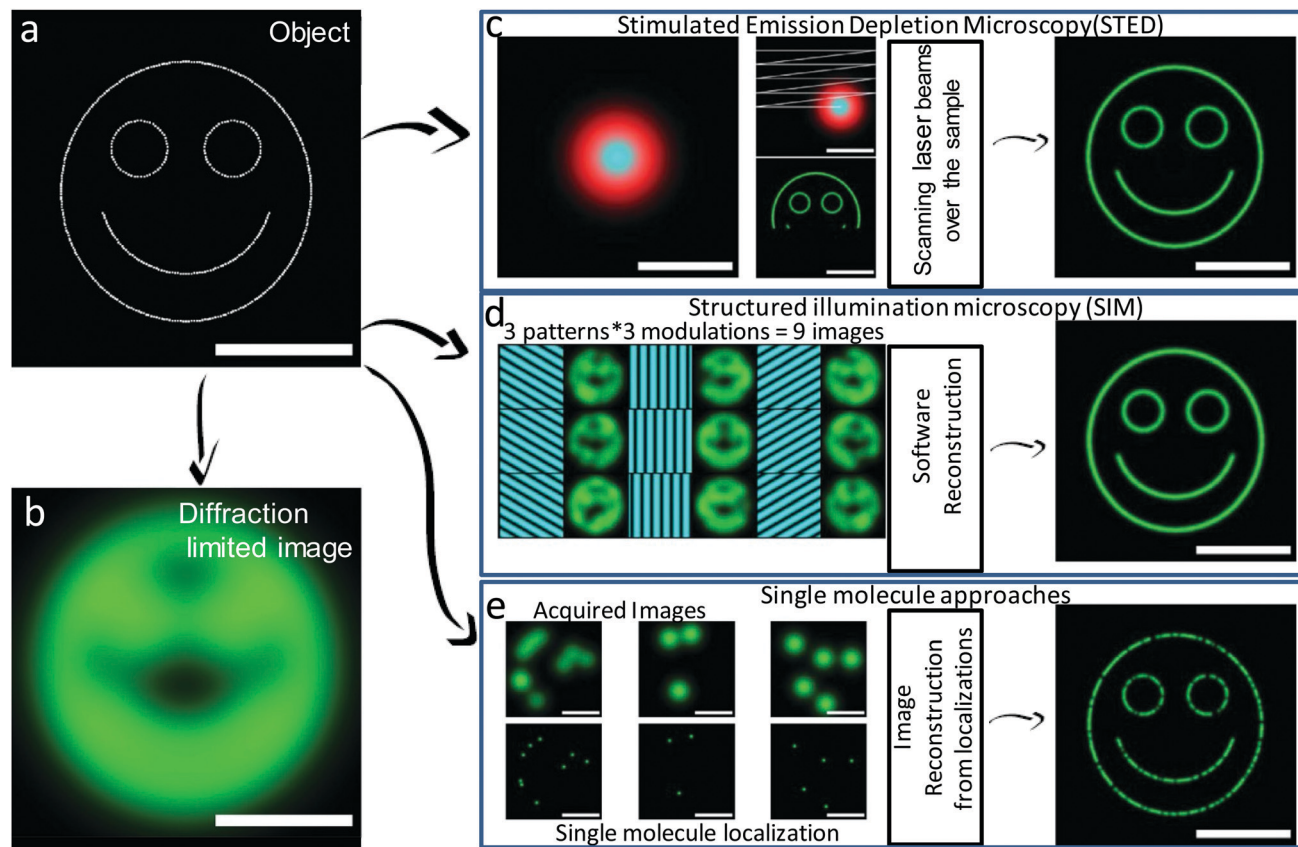 a
Object
b
Diffraction
limited image
c
Stimulated Emission Depletion Microscopy(STED)
Scanning laser beams
over the sample
d
Structured illumination microscopy (SIM)
3 patterns*3 modulations = 9 images
Software
Reconstruction
e
Single molecule approaches
Acquired Images
Single molecule localization
Image
Reconstruction
from localizations